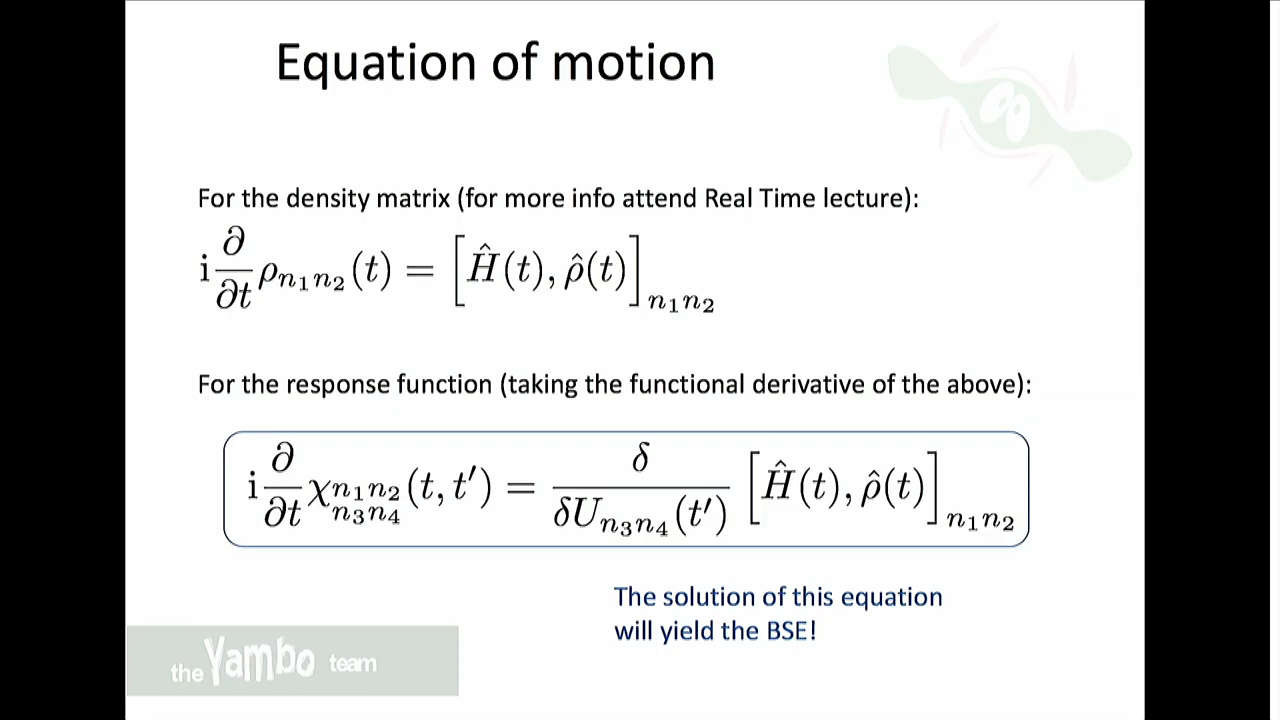 Equation of motion
For the density matrix (for more info attend Real Time lecture):
i ∂/∂t ρ_{n₁n₂}(t) = [Ĥ(t), ρ̂(t)]_{n₁n₂}
For the response function (taking the functional derivative of the above):
i ∂/∂t χ_{n₁n₂ n₃n₄}(t, t′) = δ/δU_{n₃n₄}(t′) [Ĥ(t), ρ̂(t)]_{n₁n₂}
The solution of this equation
will yield the BSE!
the Yambo team